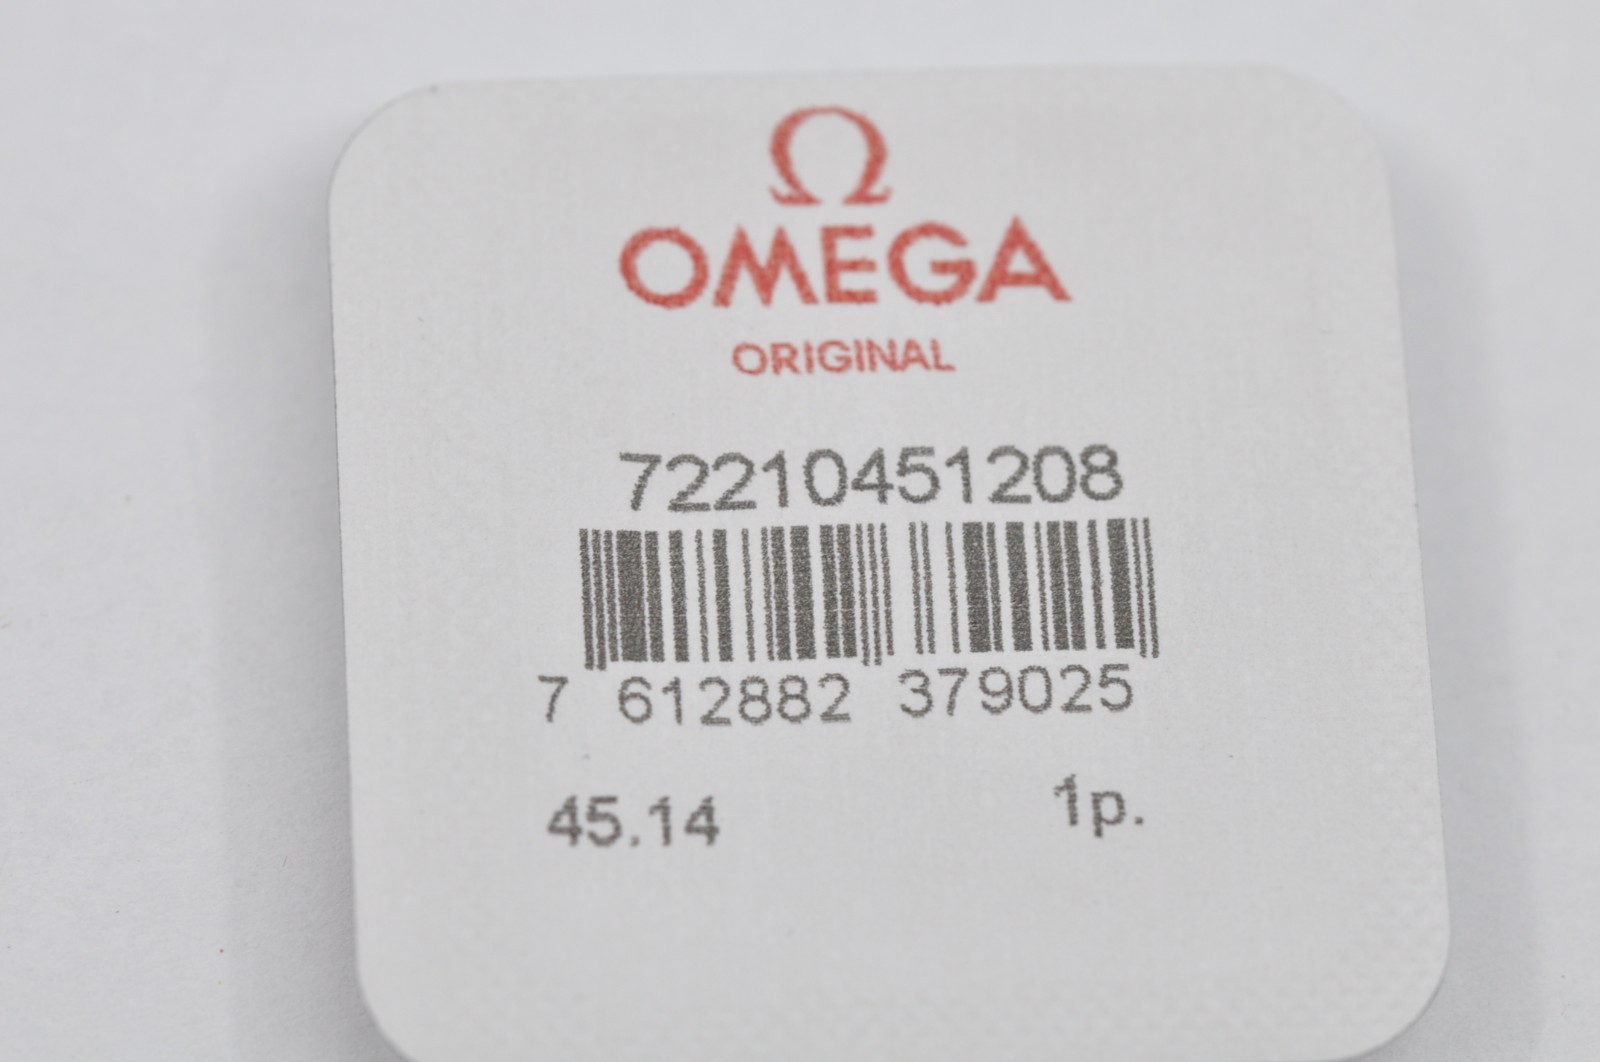 Ω
OMEGA
ORIGINAL
72210451208
7 612882 379025
45.14 1p.